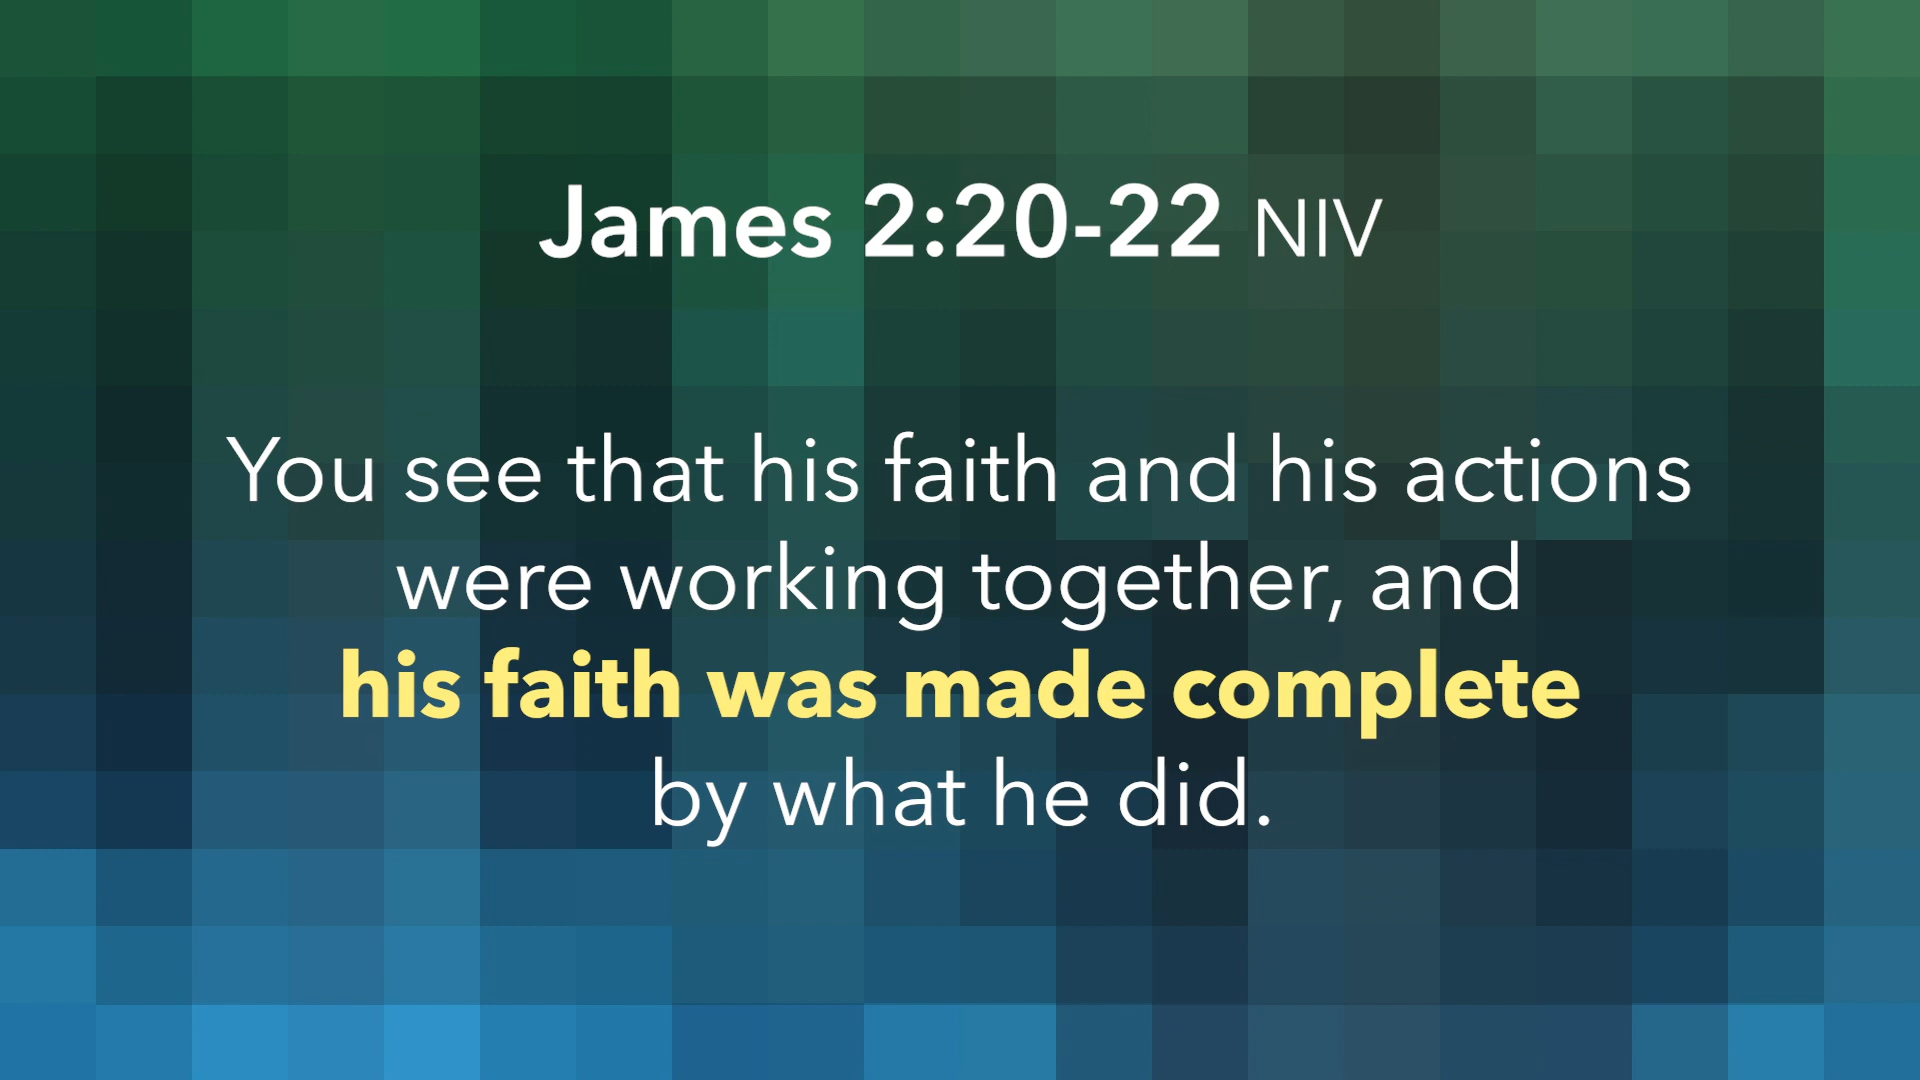 James 2:20-22 NIV
You see that his faith and his actions
were working together, and
his faith was made complete
by what he did.